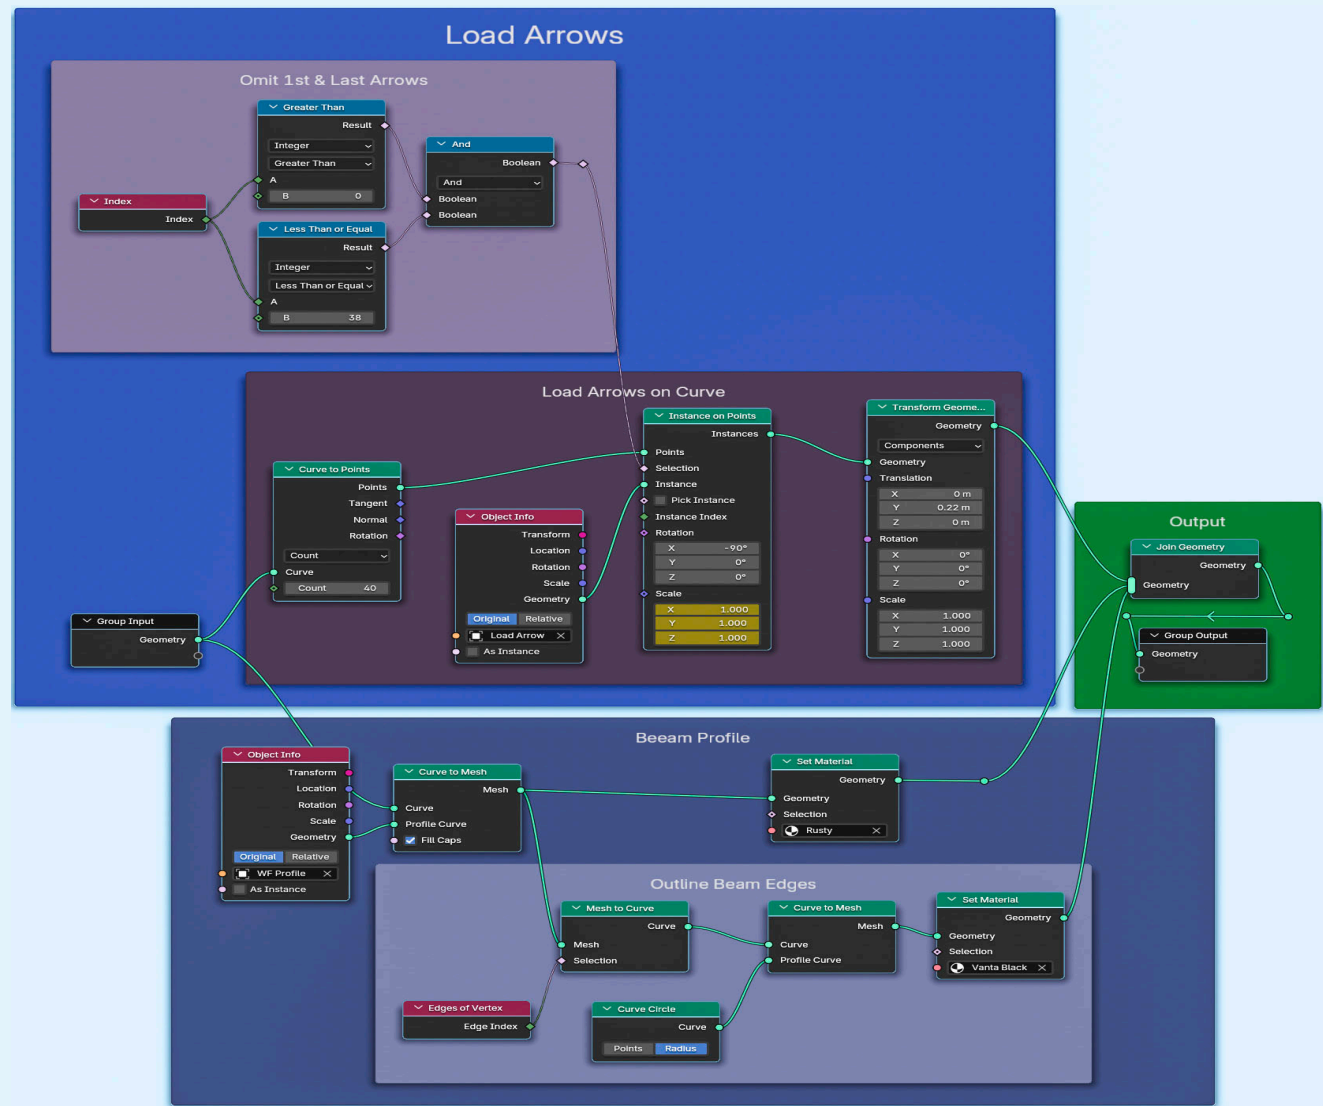 Load Arrows
Omit 1st & Last Arrows
Greater Than
Result
Integer
Greater Than
A
B 0
And
Boolean
And
Boolean
Boolean
Index
Index
Less Than or Equal
Result
Integer
Less Than or Equal
A
B 38
Load Arrows on Curve
Curve to Points
Points
Tangent
Normal
Rotation
Count
Curve
Count 40
Object Info
Transform
Location
Rotation
Scale
Geometry
Original Relative
Load Arrow
As Instance
Instance on Points
Instances
Points
Selection
Instance
Pick Instance
Instance Index
Rotation
X -90°
Y 0°
Z 0°
Scale
X 1.000
Y 1.000
Z 1.000
Transform Geome...
Geometry
Components
Geometry
Translation
X 0 m
Y 0.22 m
Z 0 m
Rotation
X 0°
Y 0°
Z 0°
Scale
X 1.000
Y 1.000
Z 1.000
Group Input
Geometry
Output
Join Geometry
Geometry
Geometry
Group Output
Geometry
Beeam Profile
Object Info
Transform
Location
Rotation
Scale
Geometry
Original Relative
WF Profile
As Instance
Curve to Mesh
Mesh
Curve
Profile Curve
Fill Caps
Set Material
Geometry
Geometry
Selection
Rusty
Outline Beam Edges
Mesh to Curve
Curve
Mesh
Selection
Curve to Mesh
Mesh
Curve
Profile Curve
Set Material
Geometry
Geometry
Selection
Vanta Black
Edges of Vertex
Edge Index
Curve Circle
Curve
Points Radius